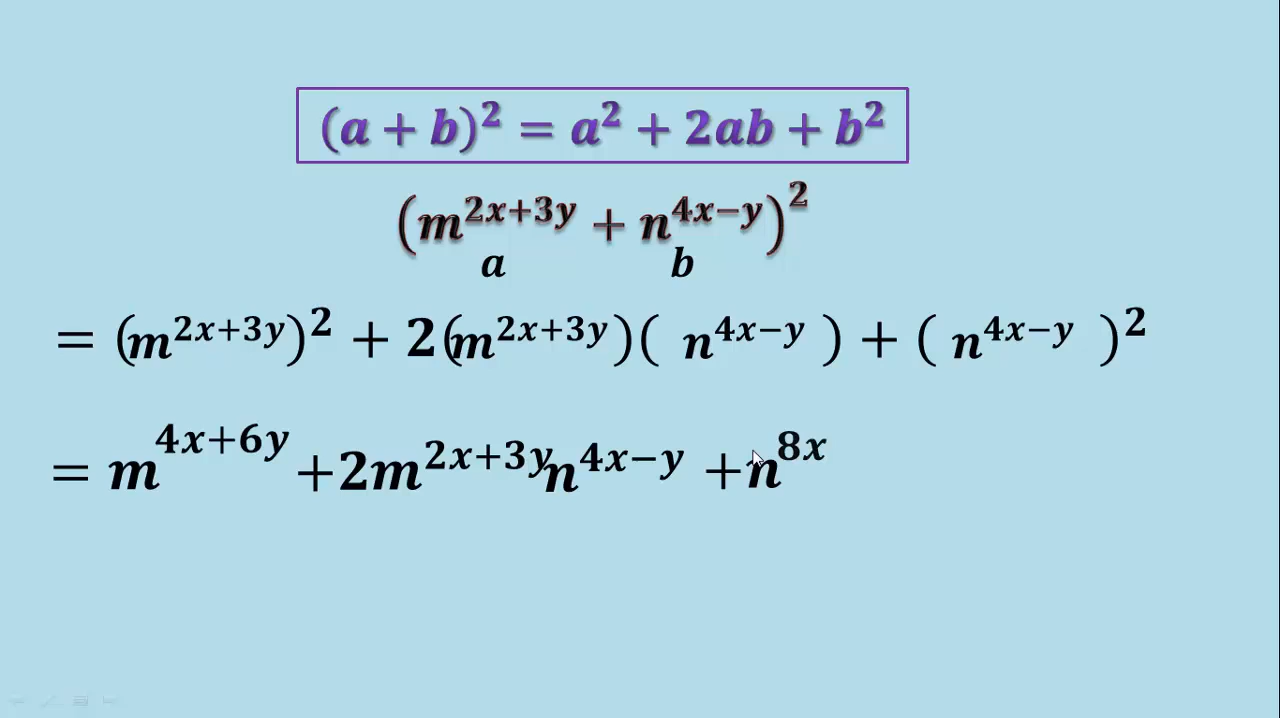 (a + b)² = a² + 2ab + b²
(m^{2x+3y} + n^{4x−y})²
a b
= (m^{2x+3y})² + 2(m^{2x+3y})( n^{4x−y} ) + ( n^{4x−y} )²
= m^{4x+6y} +2m^{2x+3y}n^{4x−y} +n^{8x}